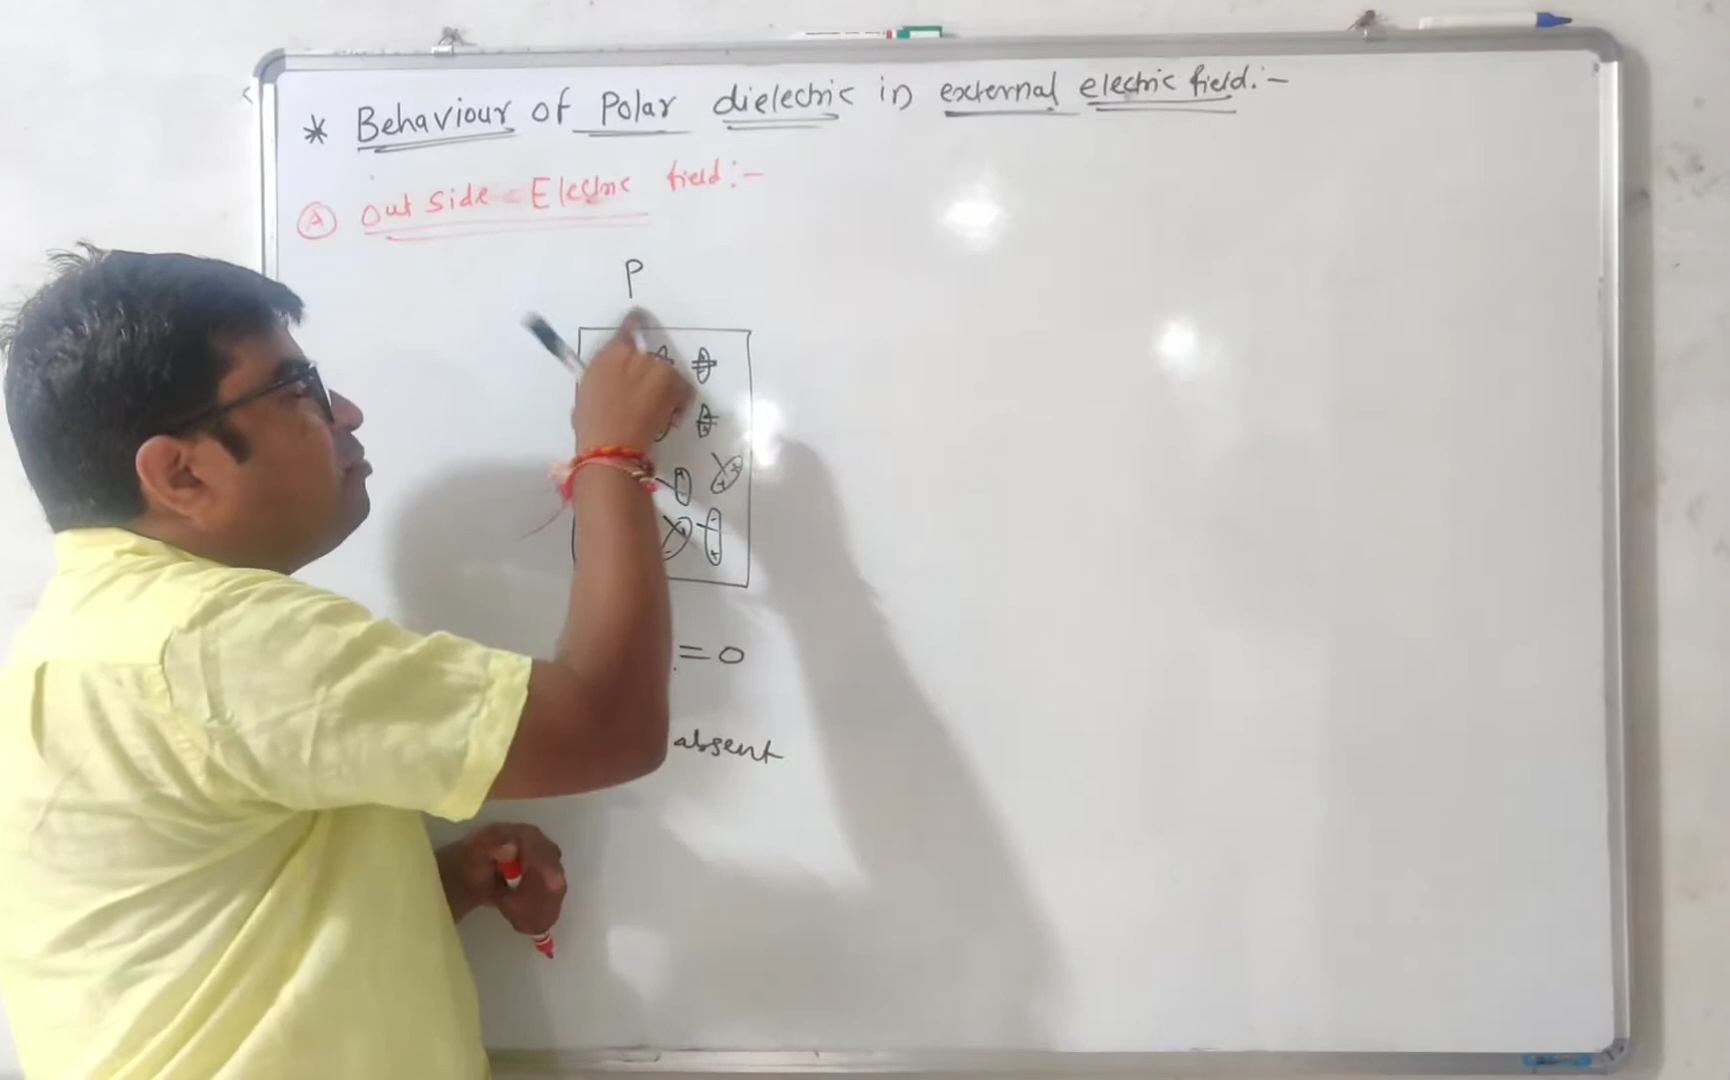 * Behaviour of Polar dielectric in external electric field:-
(A) Out side Electric field:-
P
= 0
absent